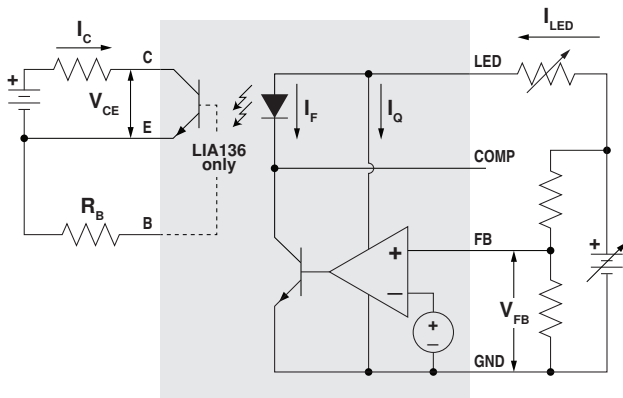 I_C
I_LED
C
LED
+
V_CE
I_F
I_Q
E
LIA136
only
COMP
R_B
B
+
FB
+
–
+
–
V_FB
GND